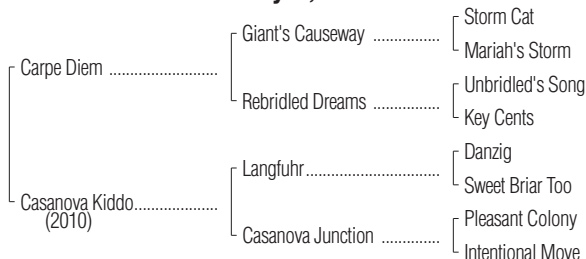 Giant's Causeway ................
Storm Cat
Mariah's Storm
Carpe Diem ..........................
Rebridled Dreams ................
Unbridled's Song
Key Cents
Langfuhr................................
Danzig
Sweet Briar Too
Casanova Kiddo....................
(2010)
Casanova Junction ...............
Pleasant Colony
Intentional Move